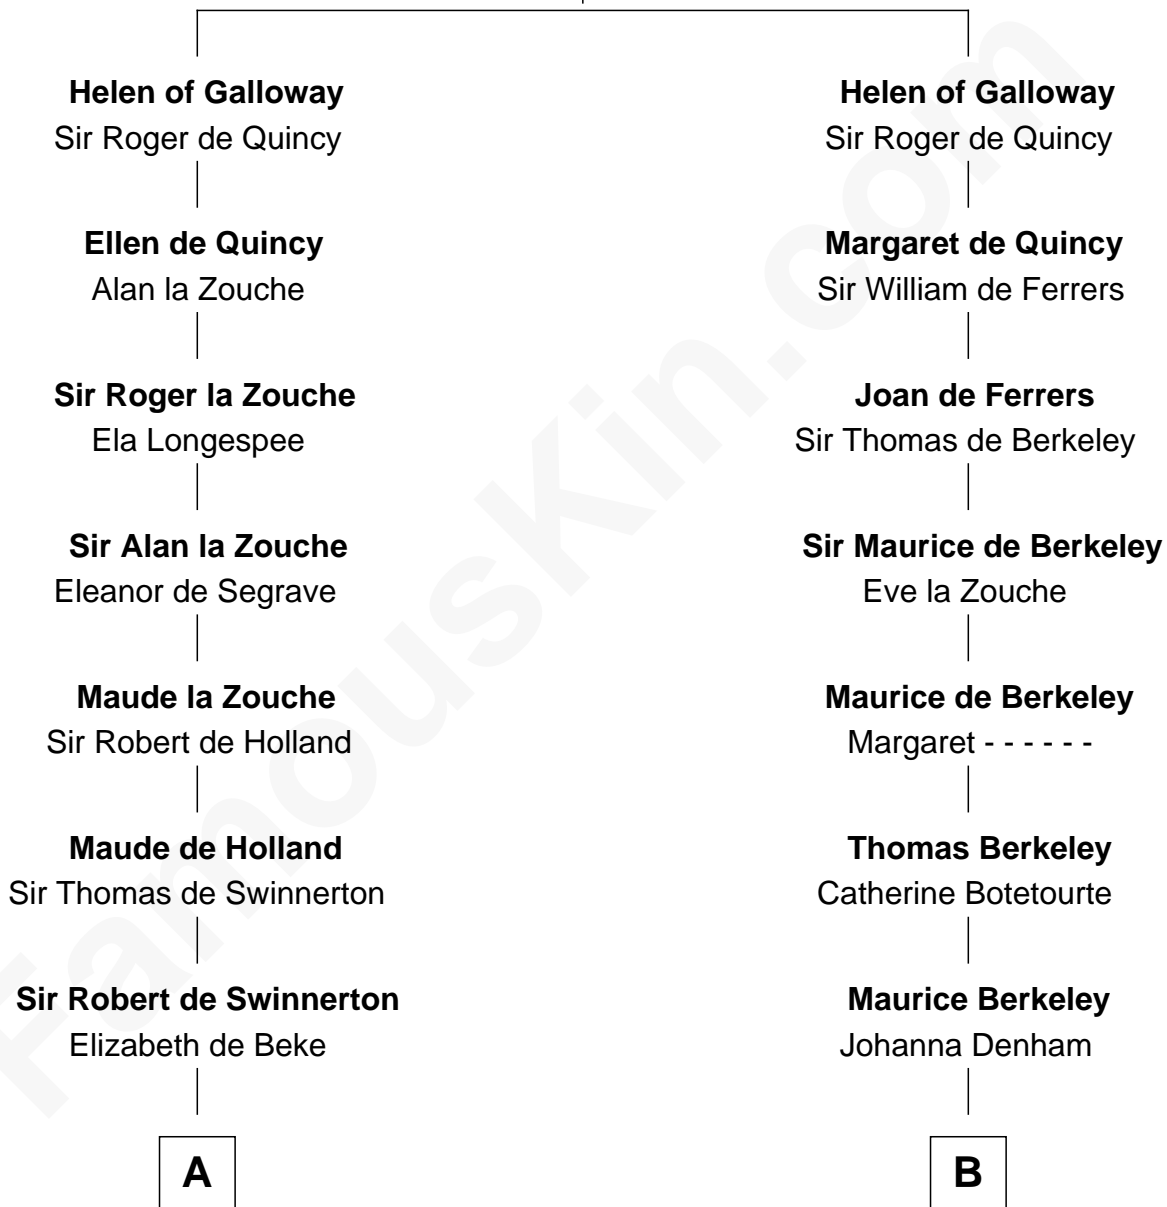 Helen of Galloway
Sir Roger de Quincy
Ellen de Quincy
Alan la Zouche
Sir Roger la Zouche
Ela Longespee
Sir Alan la Zouche
Eleanor de Segrave
Maude la Zouche
Sir Robert de Holland
Maude de Holland
Sir Thomas de Swinnerton
Sir Robert de Swinnerton
Elizabeth de Beke
A
Helen of Galloway
Sir Roger de Quincy
Margaret de Quincy
Sir William de Ferrers
Joan de Ferrers
Sir Thomas de Berkeley
Sir Maurice de Berkeley
Eve la Zouche
Maurice de Berkeley
Margaret - - - - - -
Thomas Berkeley
Catherine Botetourte
Maurice Berkeley
Johanna Denham
B
FamousKin.com